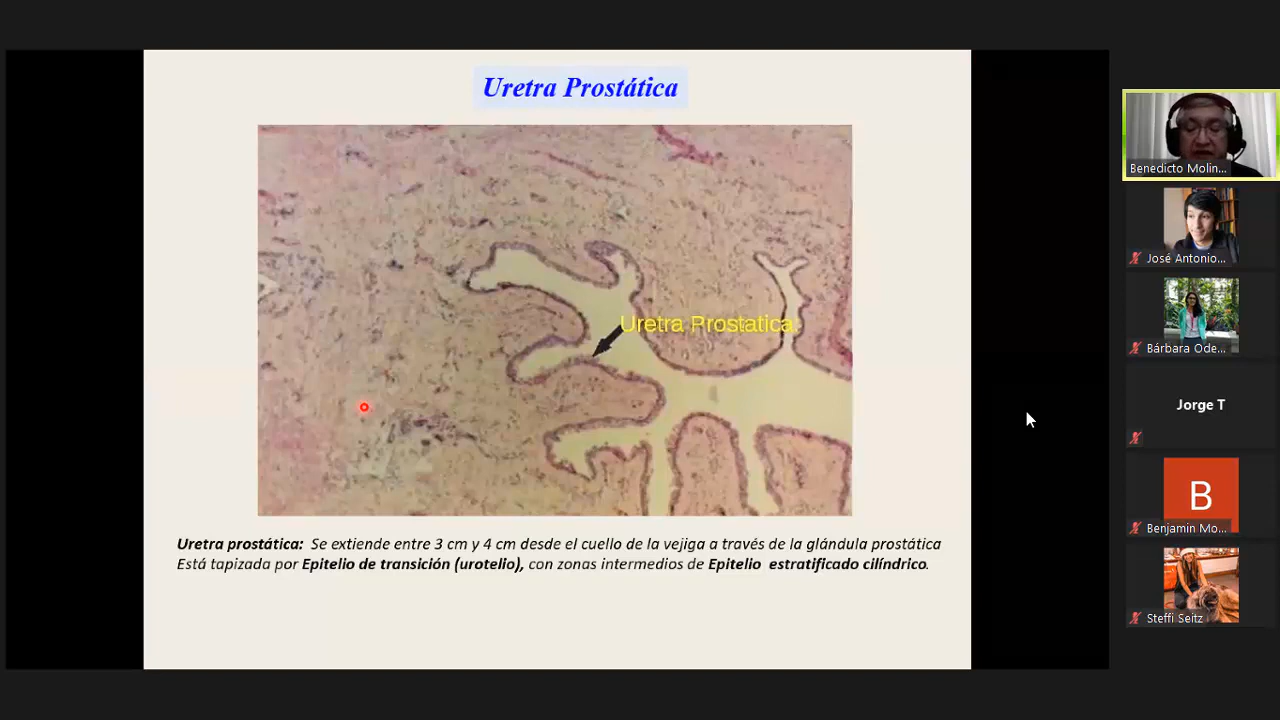 Uretra Prostática
Uretra Prostatica
Uretra prostática: Se extiende entre 3 cm y 4 cm desde el cuello de la vejiga a través de la glándula prostática
Está tapizada por Epitelio de transición (urotelio), con zonas intermedios de Epitelio estratificado cilíndrico.
Benedicto Molin...
José Antonio...
Bárbara Ode...
Jorge T
B
Benjamin Mo...
Steffi Seitz